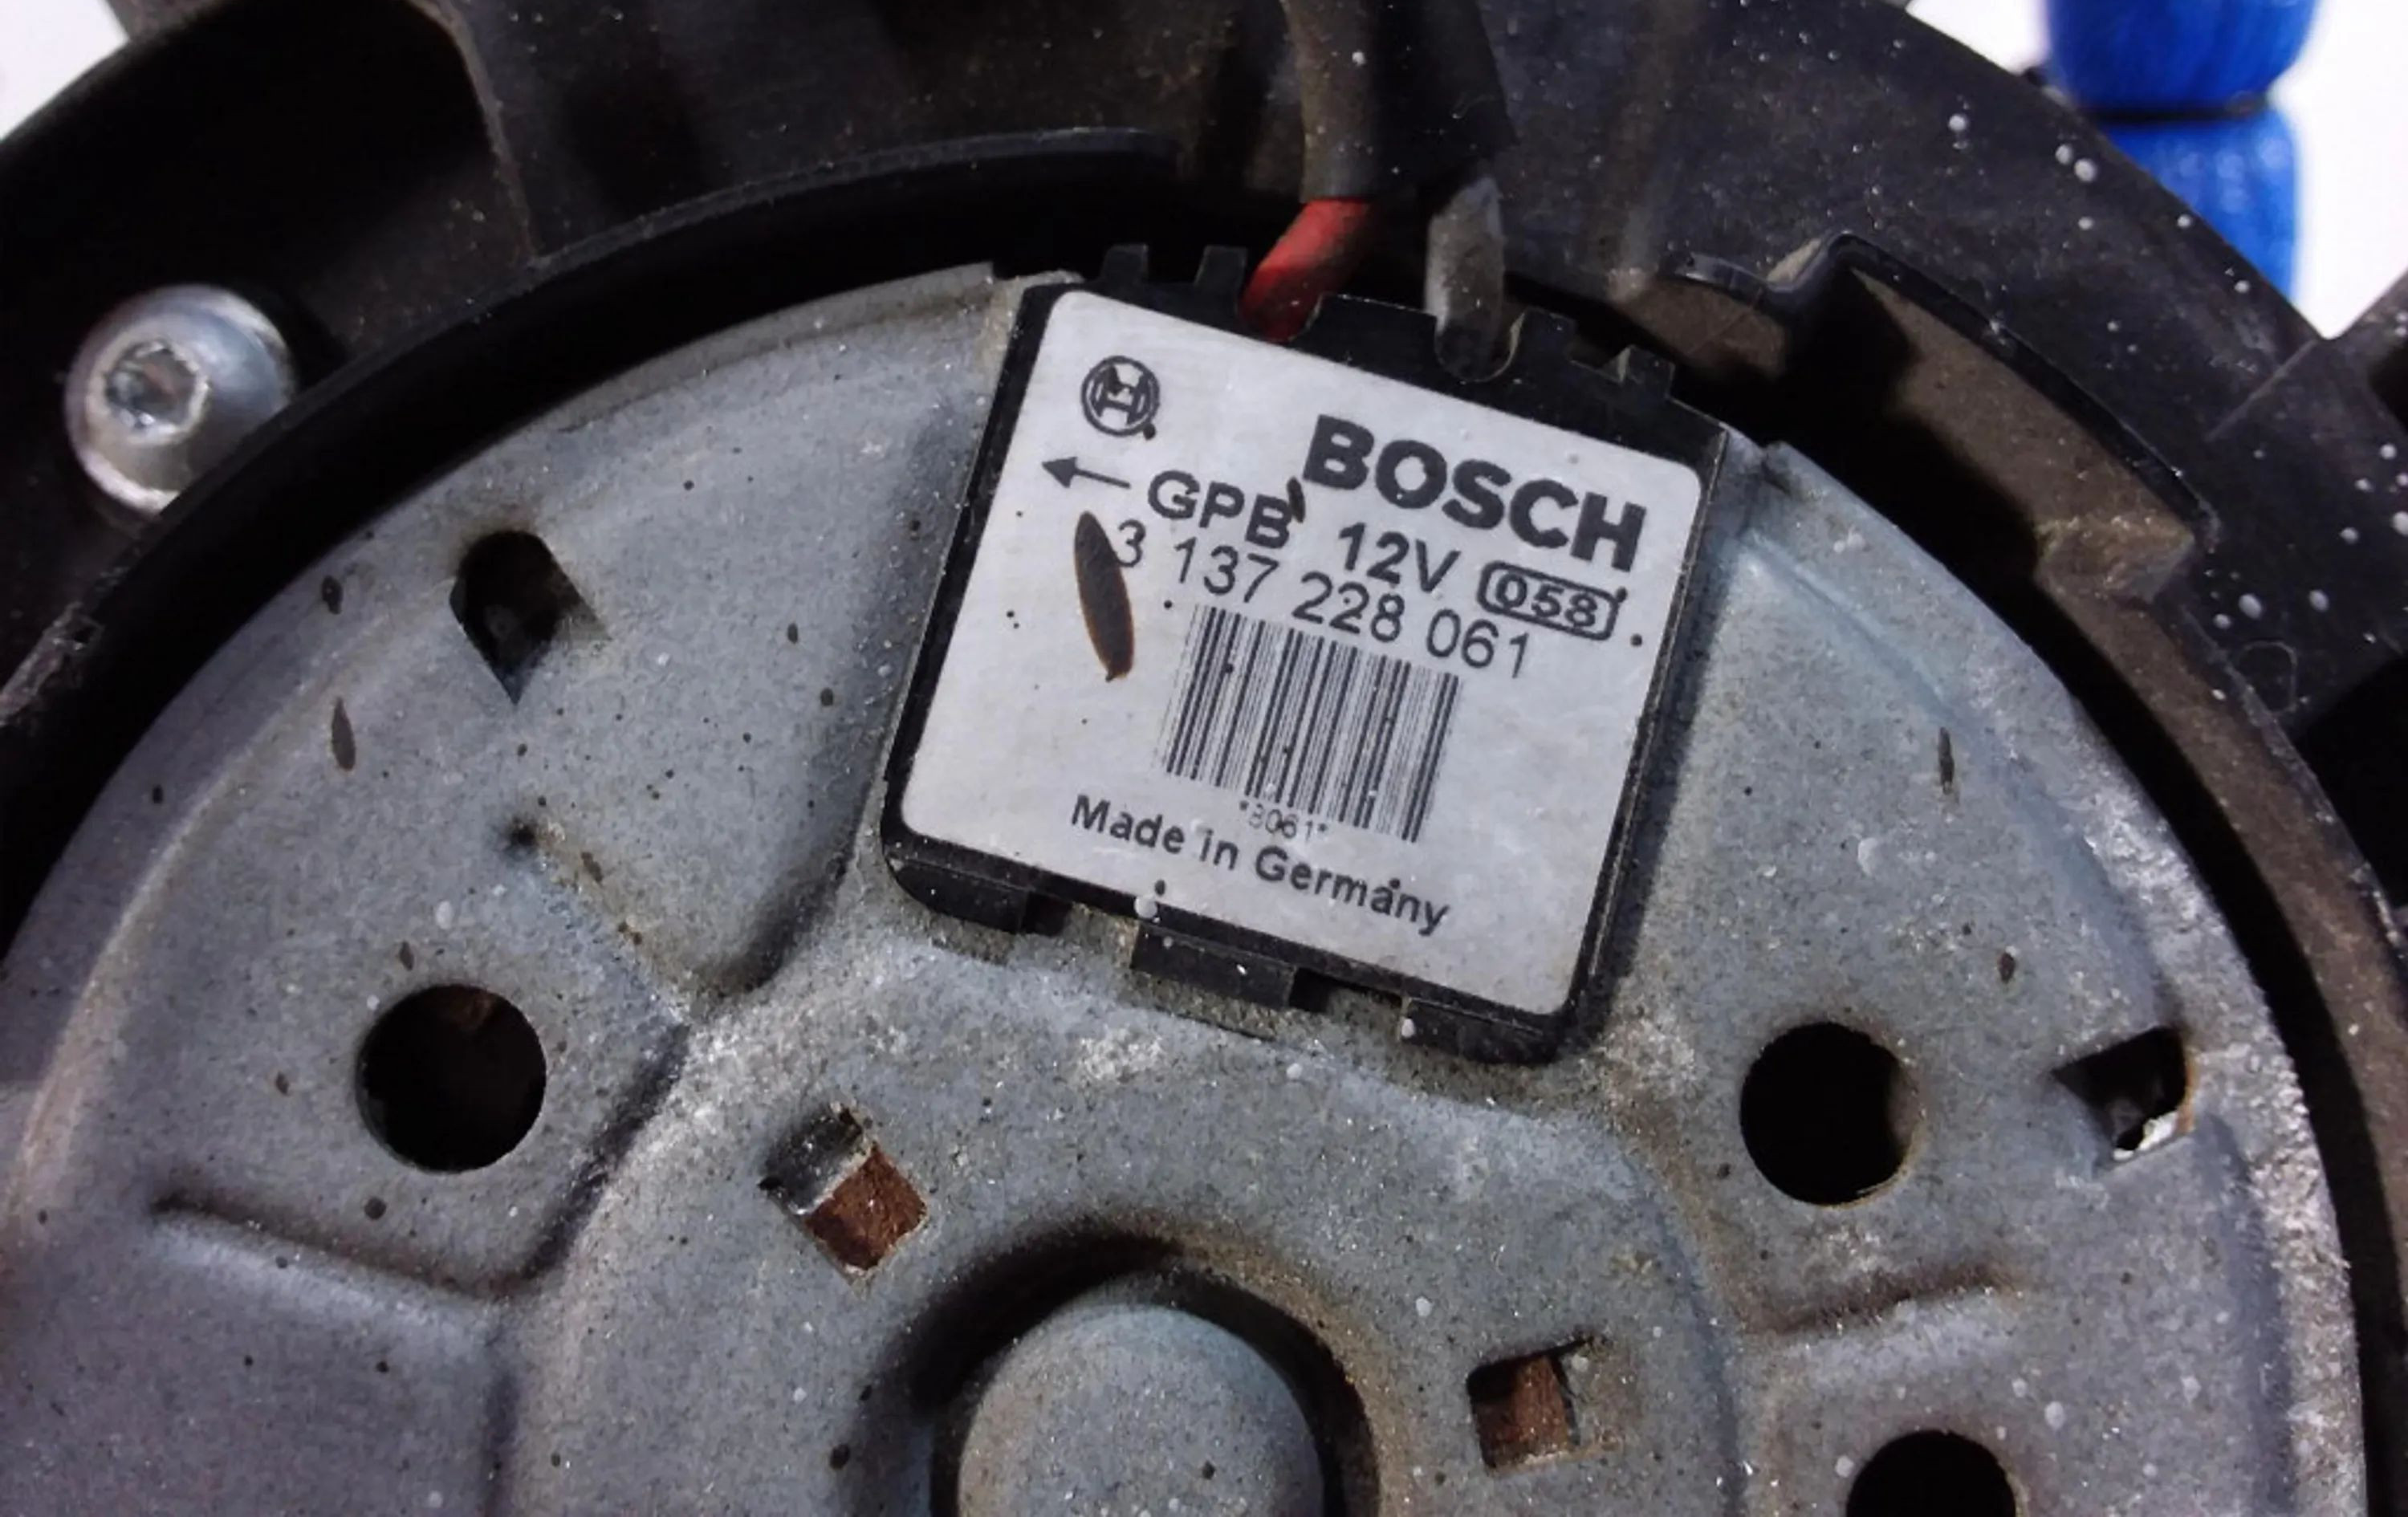 BOSCH
← GPB 12V 058
3 137 228 061
*8061*
Made in Germany